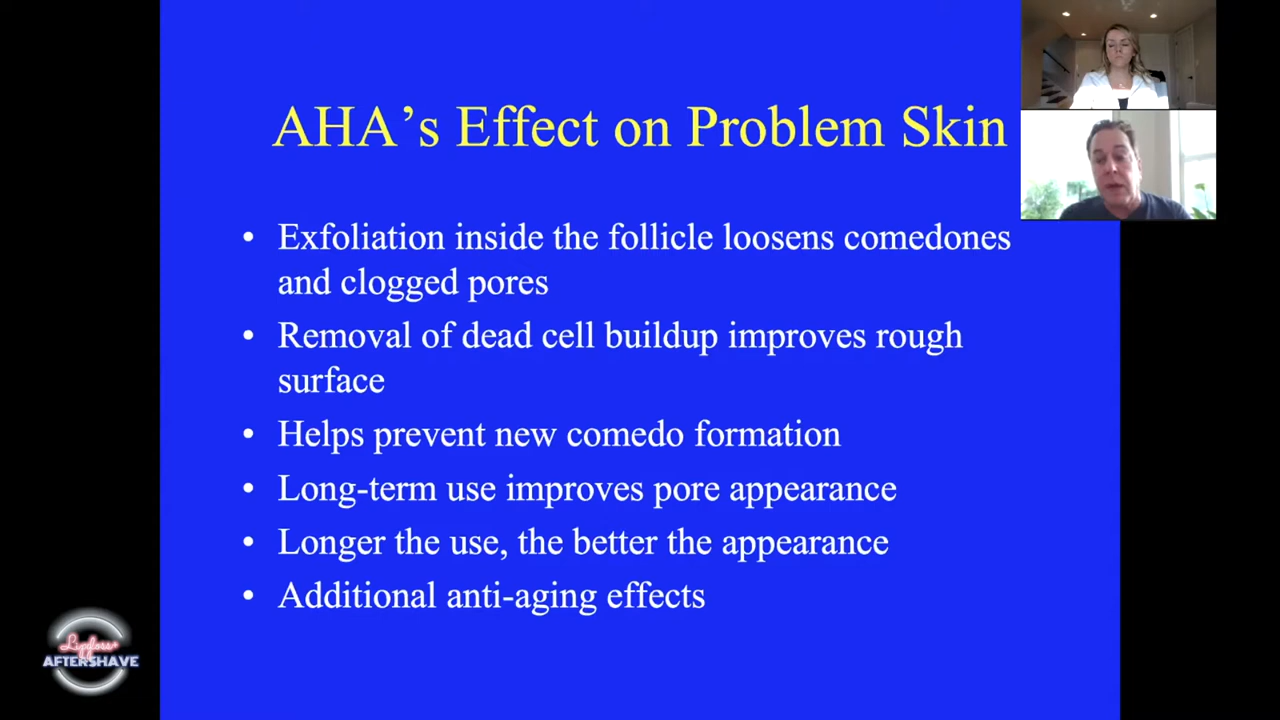 AHA’s Effect on Problem Skin
• Exfoliation inside the follicle loosens comedones
and clogged pores
• Removal of dead cell buildup improves rough
surface
• Helps prevent new comedo formation
• Long-term use improves pore appearance
• Longer the use, the better the appearance
• Additional anti-aging effects
Lipgloss+
AFTERSHAVE